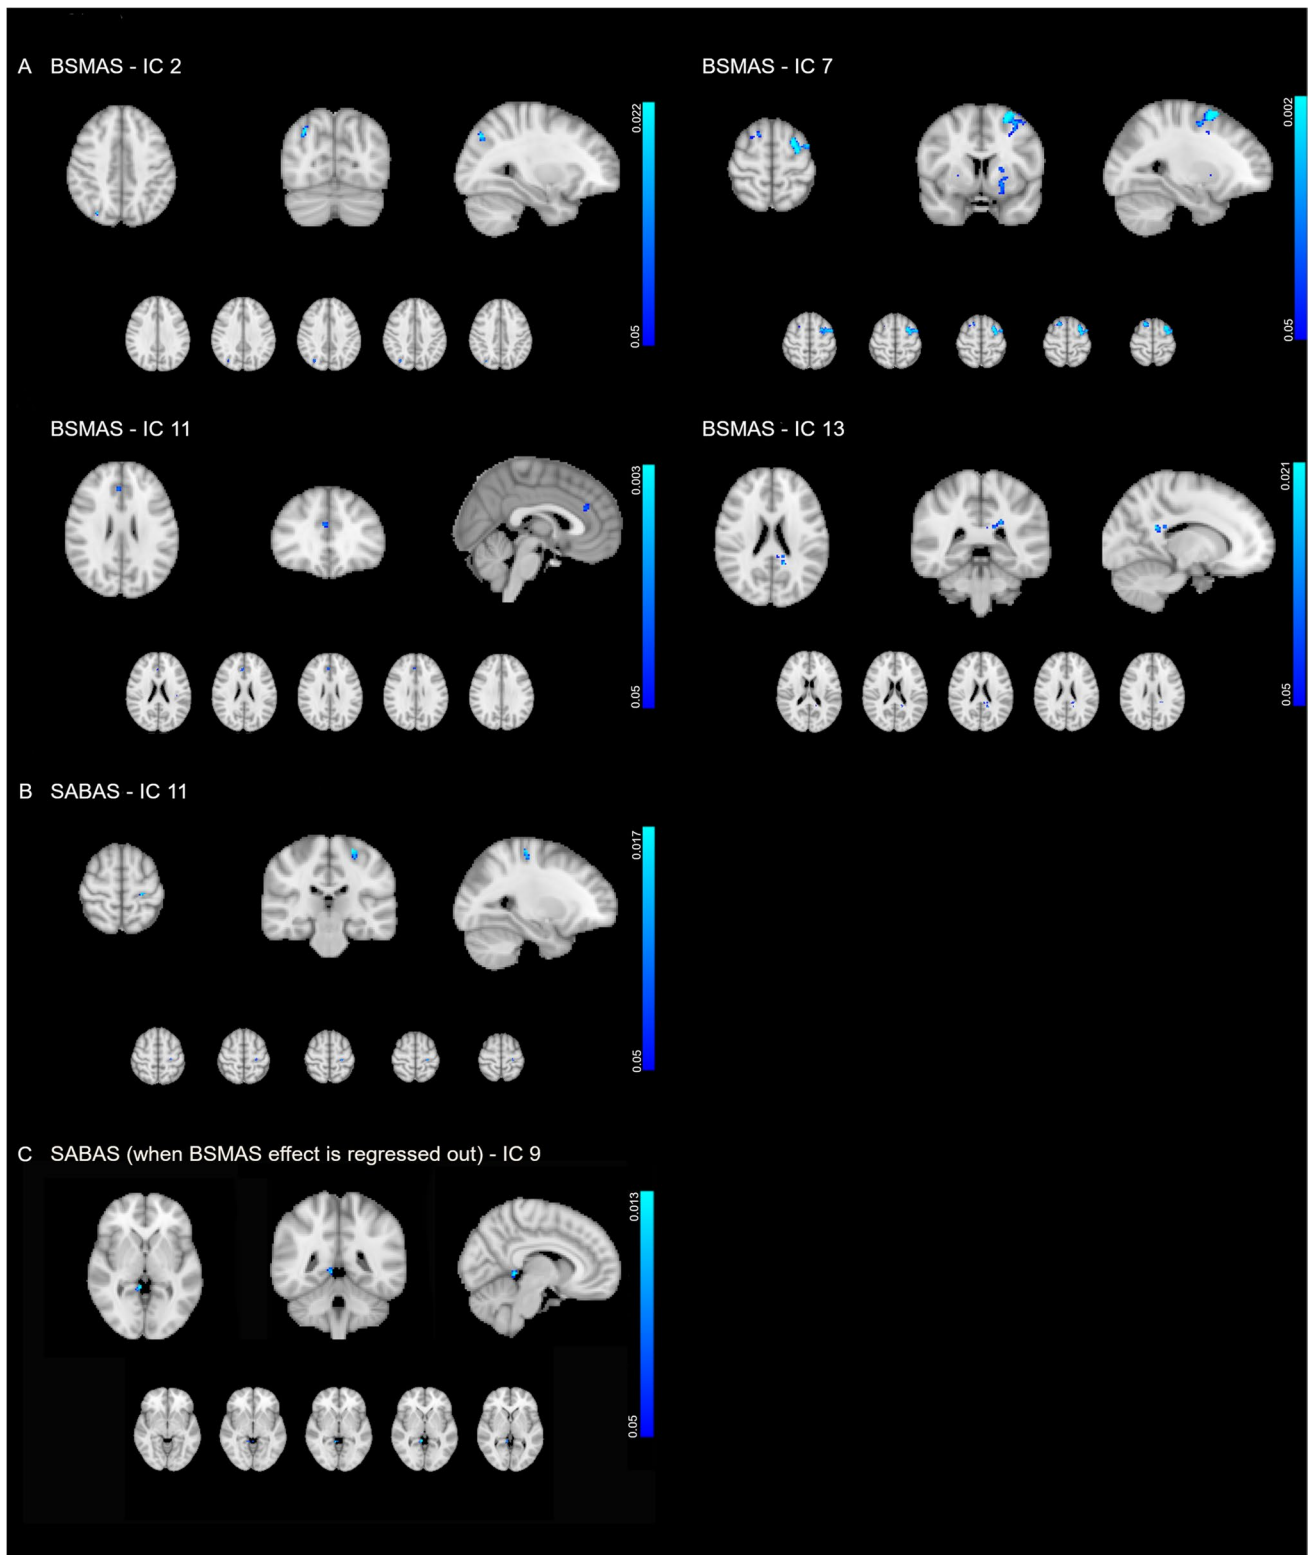 A BSMAS - IC 2
0.022
0.05
BSMAS - IC 7
0.002
0.05
BSMAS - IC 11
0.003
0.05
BSMAS - IC 13
0.021
0.05
B SABAS - IC 11
0.017
0.05
C SABAS (when BSMAS effect is regressed out) - IC 9
0.013
0.05